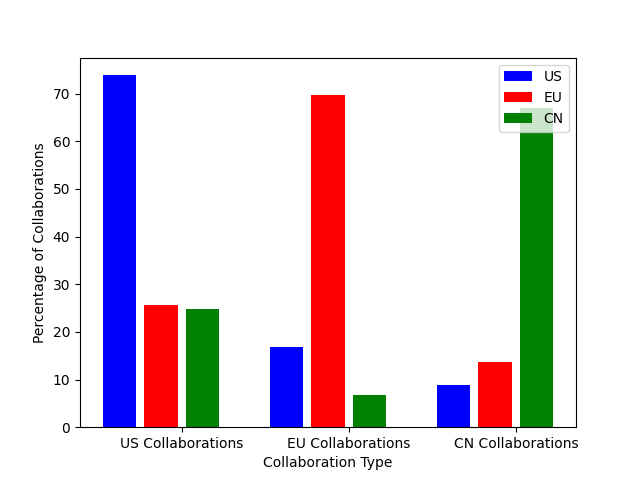 US
EU
CN
70
60
50
40
30
20
10
0
Percentage of Collaborations
US Collaborations
EU Collaborations
CN Collaborations
Collaboration Type